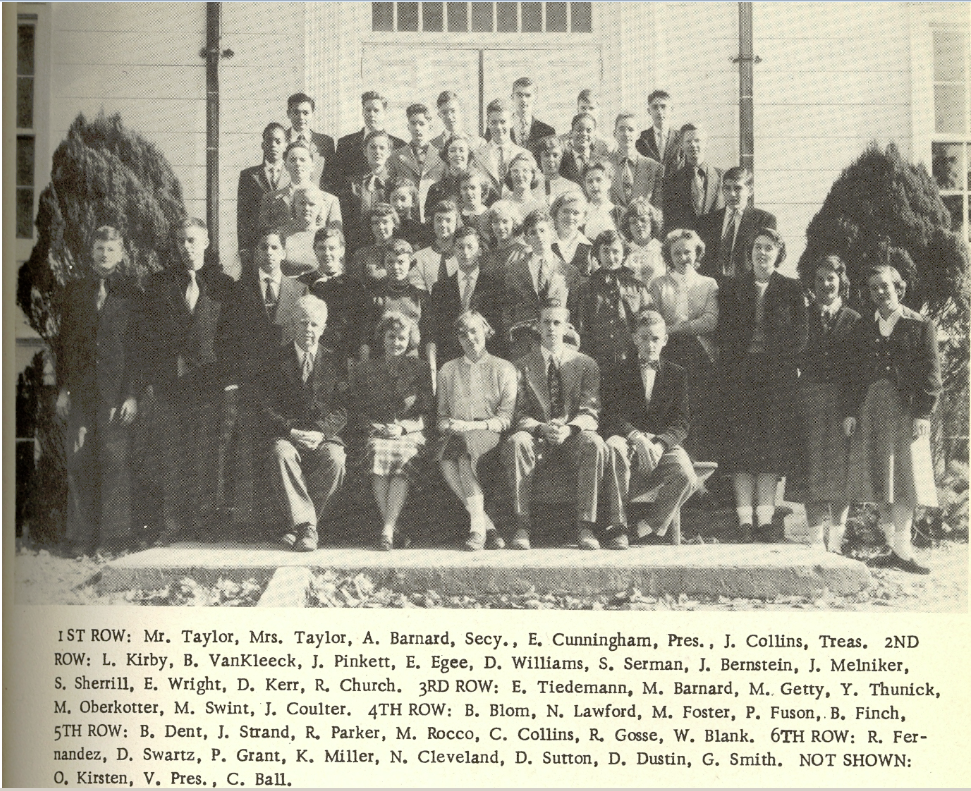 1ST ROW: Mr. Taylor, Mrs. Taylor, A. Barnard, Secy., E. Cunningham, Pres., J. Collins, Treas. 2ND
ROW: L. Kirby, B. VanKleeck, J. Pinkett, E. Egee, D. Williams, S. Serman, J. Bernstein, J. Melniker,
S. Sherrill, E. Wright, D. Kerr, R. Church. 3RD ROW: E. Tiedemann, M. Barnard, M. Getty, Y. Thunick,
M. Oberkotter, M. Swint, J. Coulter. 4TH ROW: B. Blom, N. Lawford, M. Foster, P. Fuson, B. Finch,
5TH ROW: B. Dent, J. Strand, R. Parker, M. Rocco, C. Collins, R. Gosse, W. Blank. 6TH ROW: R. Fer-
nandez, D. Swartz, P. Grant, K. Miller, N. Cleveland, D. Sutton, D. Dustin, G. Smith. NOT SHOWN:
O. Kirsten, V. Pres., C. Ball.